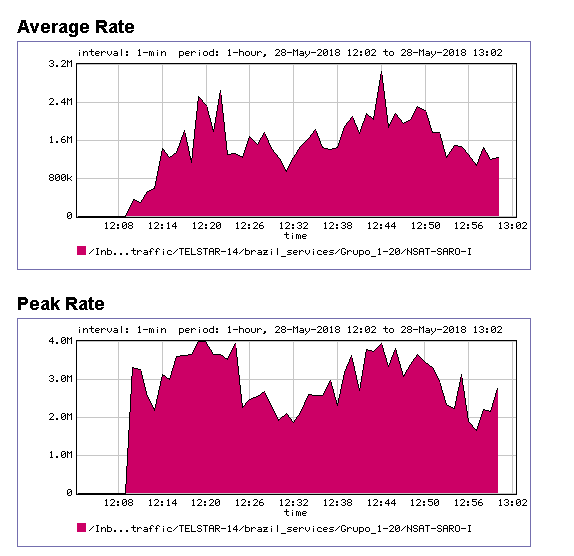 Average Rate
interval: 1-min  period: 1-hour, 28-May-2018 12:02 to 28-May-2018 13:02
3.2M
2.4M
1.6M
800k
0
12:08 12:14 12:20 12:26 12:32 12:38 12:44 12:50 12:56 13:02
time
/Inb...traffic/TELSTAR-14/brazil_services/Grupo_1-20/NSAT-SARO-I
Peak Rate
interval: 1-min  period: 1-hour, 28-May-2018 12:02 to 28-May-2018 13:02
4.0M
3.0M
2.0M
1.0M
0
12:08 12:14 12:20 12:26 12:32 12:38 12:44 12:50 12:56 13:02
time
/Inb...traffic/TELSTAR-14/brazil_services/Grupo_1-20/NSAT-SARO-I